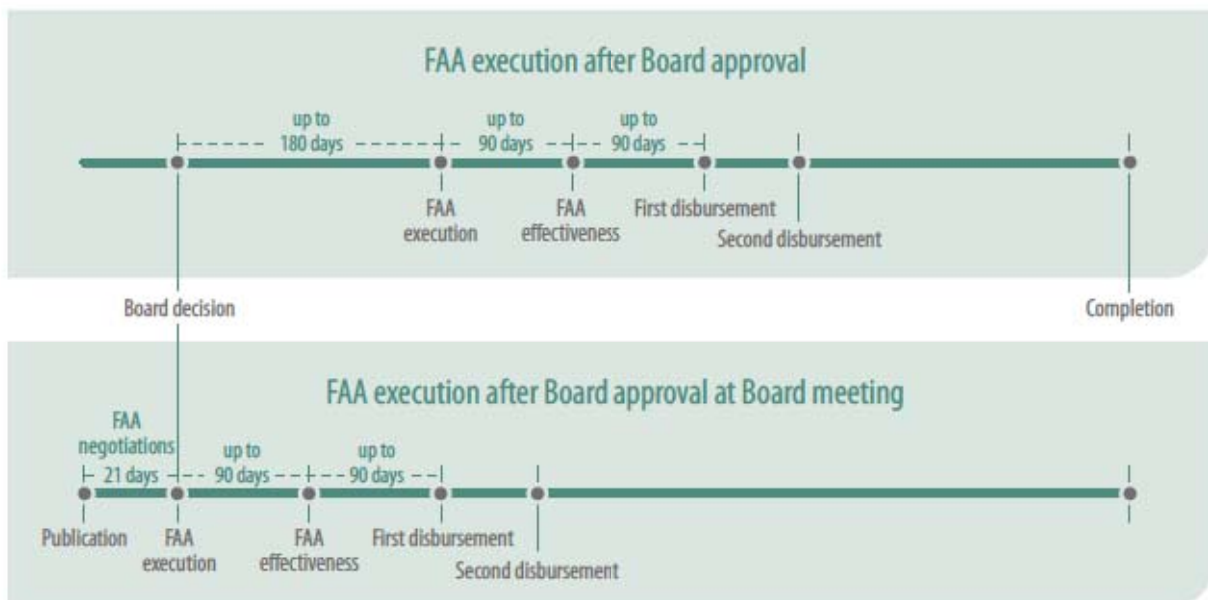 FAA execution after Board approval
up to
180 days
up to
90 days
up to
90 days
FAA
execution
FAA
effectiveness
First disbursement
Second disbursement
Board decision
Completion
FAA execution after Board approval at Board meeting
FAA
negotiations
21 days
up to
90 days
up to
90 days
Publication
FAA
execution
FAA
effectiveness
First disbursement
Second disbursement